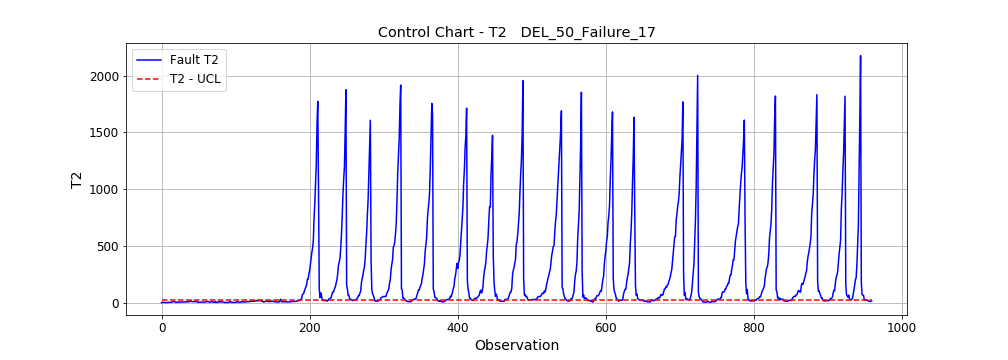 Control Chart - T2   DEL_50_Failure_17
Fault T2
T2 - UCL
T2
2000
1500
1000
500
0
0 200 400 600 800 1000
Observation